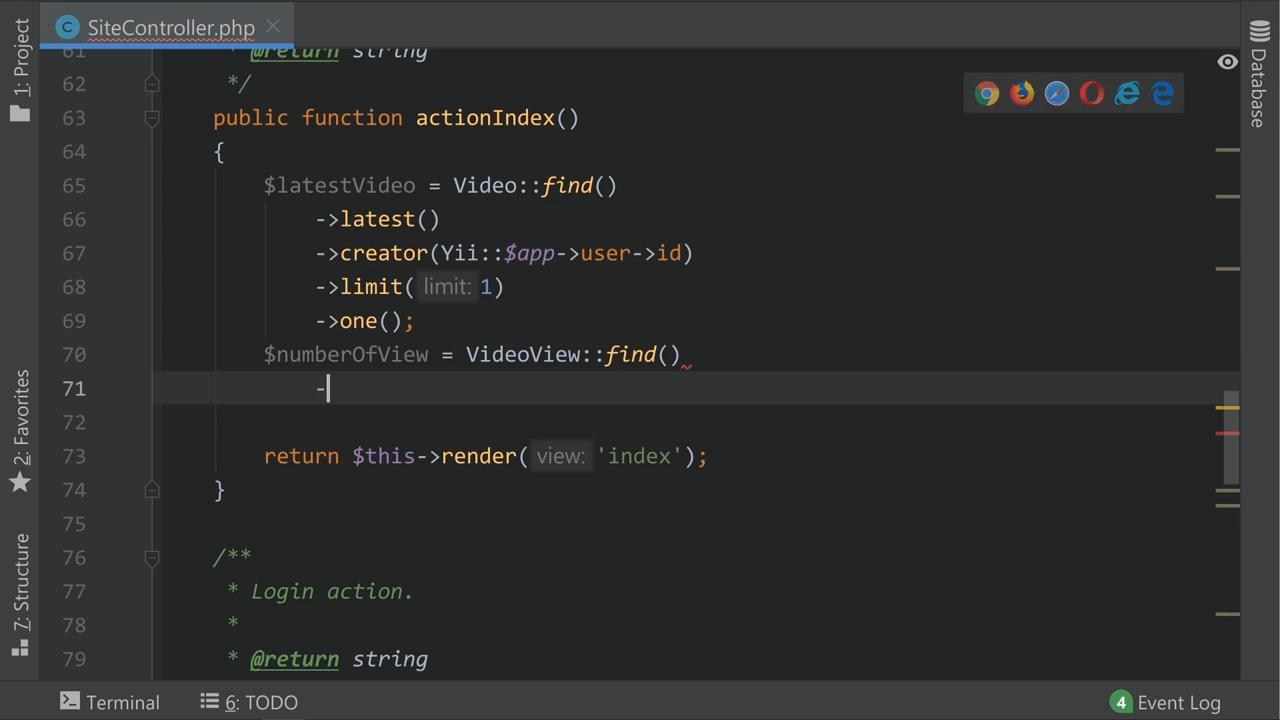 SiteController.php
1: Project
2: Favorites
7: Structure
Database
61 * @return string
62 */
63 public function actionIndex()
64 {
65 $latestVideo = Video::find()
66 ->latest()
67 ->creator(Yii::$app->user->id)
68 ->limit( limit: 1)
69 ->one();
70 $numberOfView = VideoView::find()
71 -
72
73 return $this->render( view: 'index');
74 }
75
76 /**
77 * Login action.
78 *
79 * @return string
Terminal
6: TODO
4 Event Log